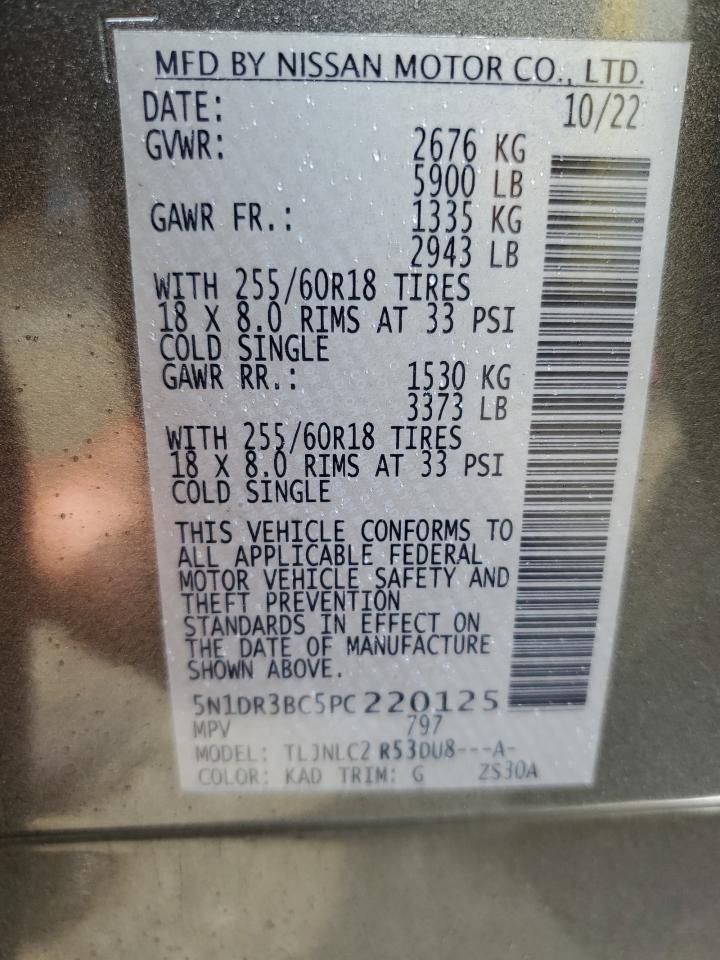 MFD BY NISSAN MOTOR CO., LTD.
DATE: 10/22
GVWR: 2676 KG
5900 LB
GAWR FR.: 1335 KG
2943 LB
WITH 255/60R18 TIRES
18 X 8.0 RIMS AT 33 PSI
COLD SINGLE
GAWR RR.: 1530 KG
3373 LB
WITH 255/60R18 TIRES
18 X 8.0 RIMS AT 33 PSI
COLD SINGLE
THIS VEHICLE CONFORMS TO
ALL APPLICABLE FEDERAL
MOTOR VEHICLE SAFETY AND
THEFT PREVENTION
STANDARDS IN EFFECT ON
THE DATE OF MANUFACTURE
SHOWN ABOVE.
5N1DR3BC5PC220125
MPV 797
MODEL: TLJNLC2 R53DU8---A-
COLOR: KAD TRIM: G ZS30A